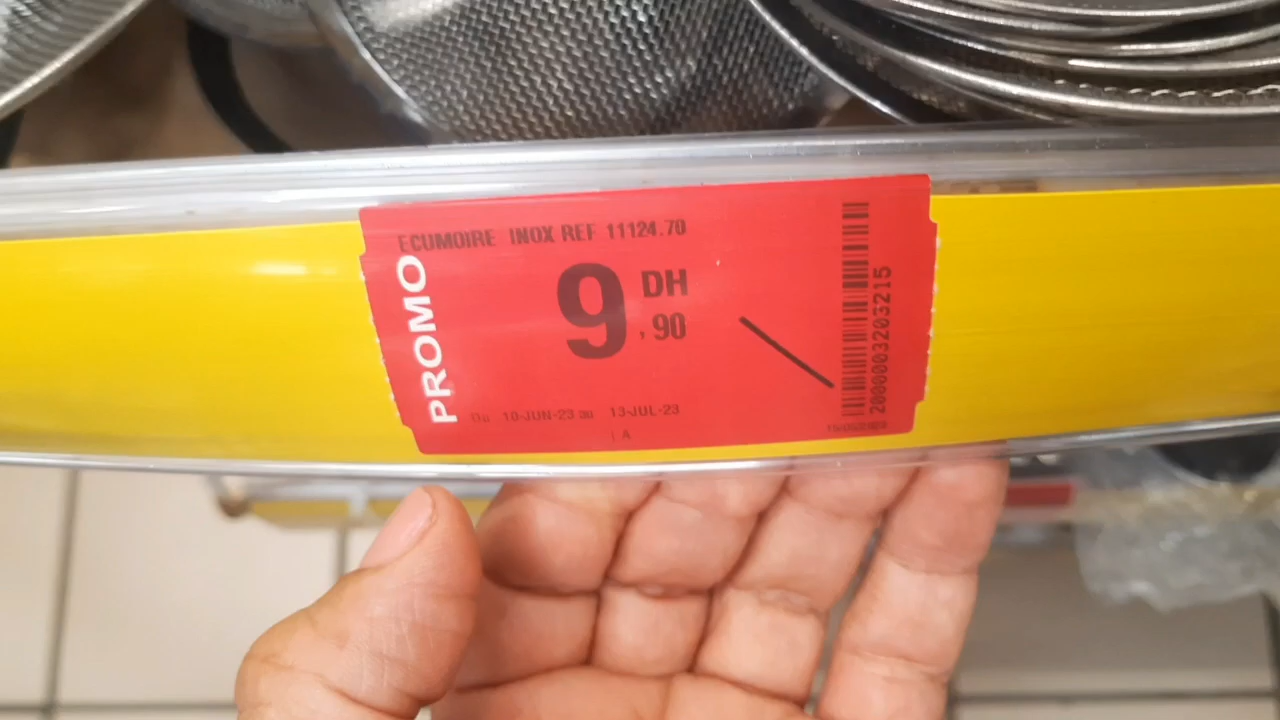 ECUMOIRE INOX REF 11124.70
PROMO
9 DH
,90
Du 10-JUN-23 au 13-JUL-23
| A
2000003203215